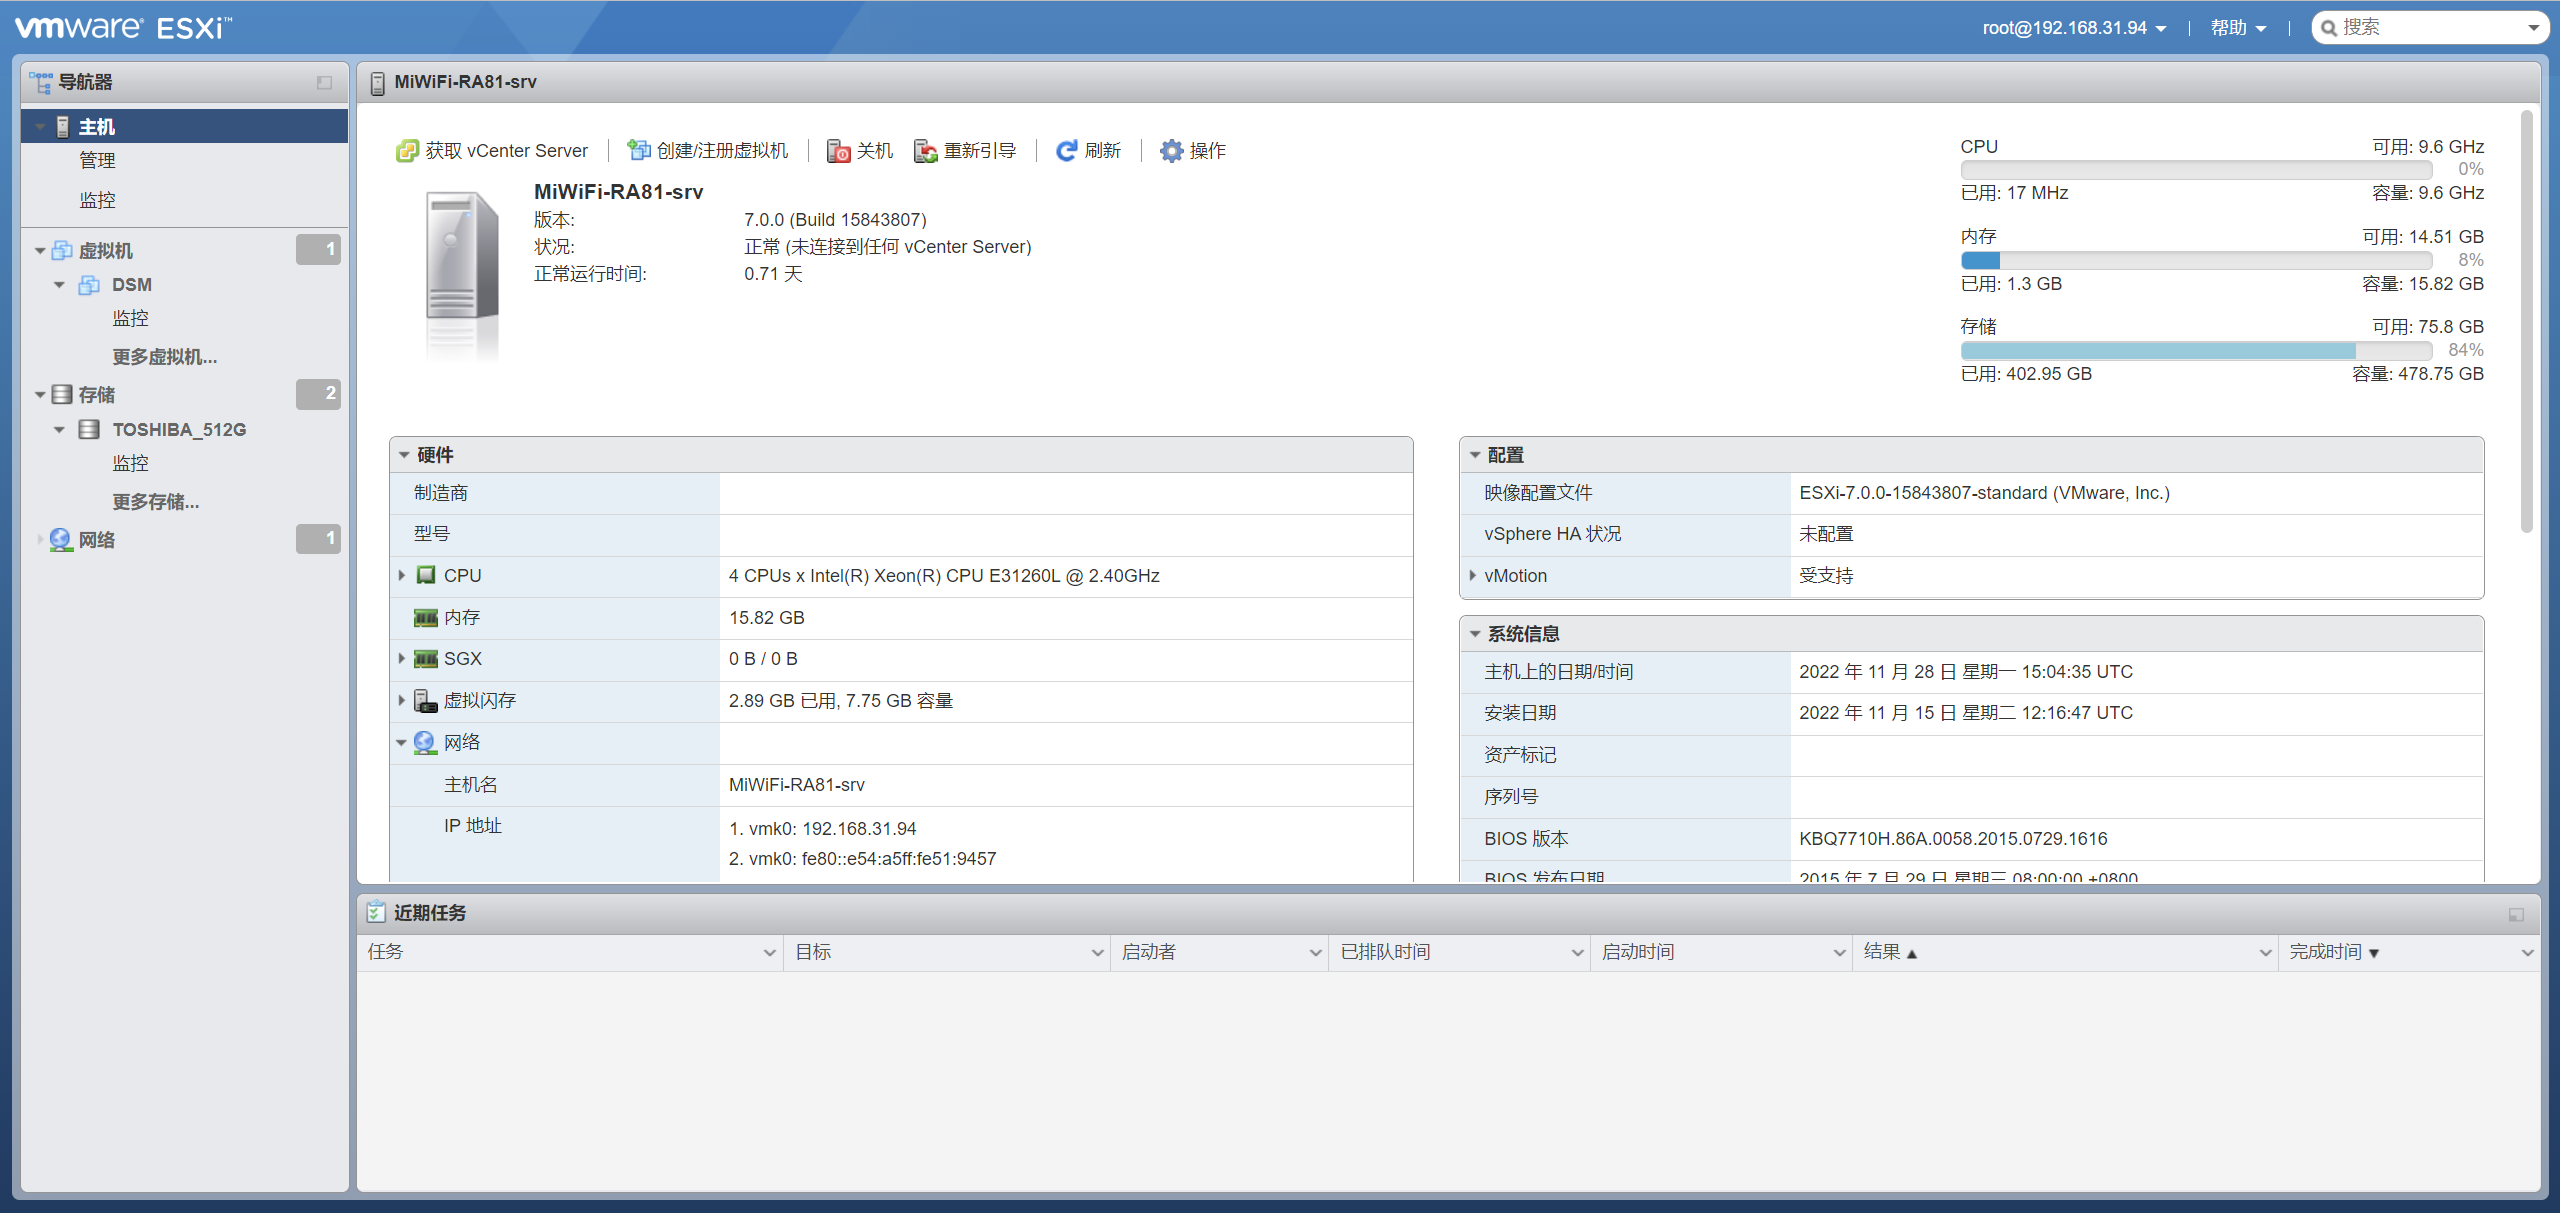 vmware ESXi™
root@192.168.31.94
帮助
搜索
导航器
主机
管理
监控
虚拟机 1
DSM
监控
更多虚拟机...
存储 2
TOSHIBA_512G
监控
更多存储...
网络 1
MiWiFi-RA81-srv
获取 vCenter Server
创建/注册虚拟机
关机
重新引导
刷新
操作
MiWiFi-RA81-srv
版本: 7.0.0 (Build 15843807)
状况: 正常 (未连接到任何 vCenter Server)
正常运行时间: 0.71 天
CPU 可用: 9.6 GHz
0%
已用: 17 MHz 容量: 9.6 GHz
内存 可用: 14.51 GB
8%
已用: 1.3 GB 容量: 15.82 GB
存储 可用: 75.8 GB
84%
已用: 402.95 GB 容量: 478.75 GB
硬件
制造商
型号
CPU 4 CPUs x Intel(R) Xeon(R) CPU E31260L @ 2.40GHz
内存 15.82 GB
SGX 0 B / 0 B
虚拟闪存 2.89 GB 已用, 7.75 GB 容量
网络
主机名 MiWiFi-RA81-srv
IP 地址 1. vmk0: 192.168.31.94
2. vmk0: fe80::e54:a5ff:fe51:9457
配置
映像配置文件 ESXi-7.0.0-15843807-standard (VMware, Inc.)
vSphere HA 状况 未配置
vMotion 受支持
系统信息
主机上的日期/时间 2022 年 11 月 28 日 星期一 15:04:35 UTC
安装日期 2022 年 11 月 15 日 星期二 12:16:47 UTC
资产标记
序列号
BIOS 版本 KBQ7710H.86A.0058.2015.0729.1616
BIOS 发布日期 2015 年 7 月 29 日 星期三 08:00:00 +0800
近期任务
任务 目标 启动者 已排队时间 启动时间 结果 ▲ 完成时间 ▼